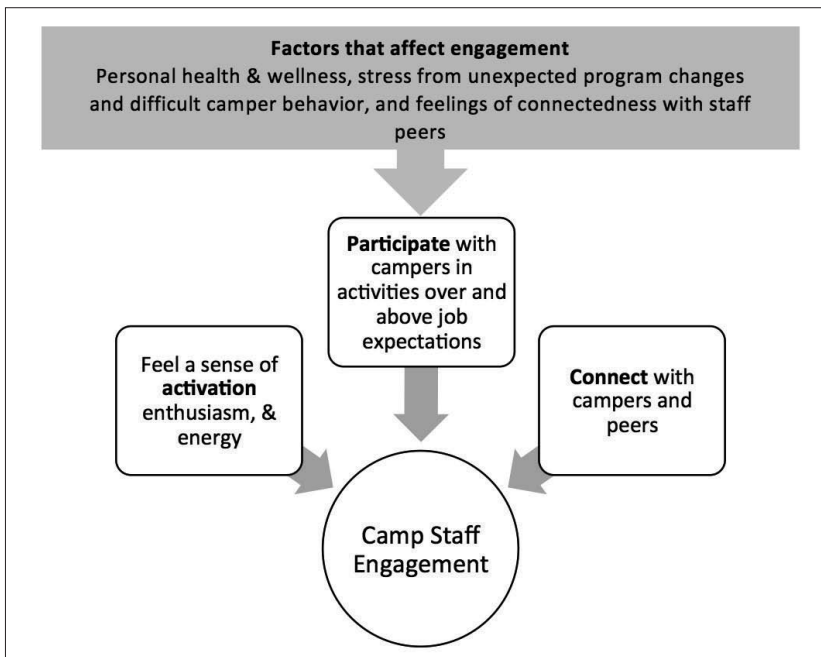 Factors that affect engagement
Personal health & wellness, stress from unexpected program changes
and difficult camper behavior, and feelings of connectedness with staff
peers
Participate with
campers in
activities over and
above job
expectations
Feel a sense of
activation
enthusiasm, &
energy
Connect with
campers and
peers
Camp Staff
Engagement